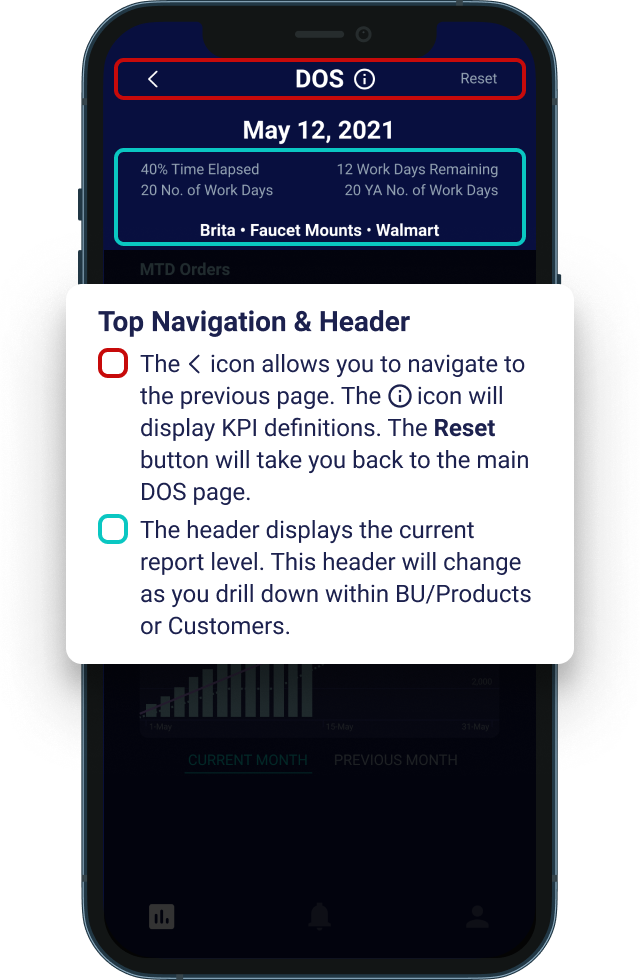 DOS Reset
May 12, 2021
40% Time Elapsed 12 Work Days Remaining
20 No. of Work Days 20 YA No. of Work Days
Brita • Faucet Mounts • Walmart
MTD Orders
Top Navigation & Header
The < icon allows you to navigate to
the previous page. The ⓘ icon will
display KPI definitions. The Reset
button will take you back to the main
DOS page.
The header displays the current
report level. This header will change
as you drill down within BU/Products
or Customers.
2,000
1-May 15-May 31-May
CURRENT MONTH PREVIOUS MONTH